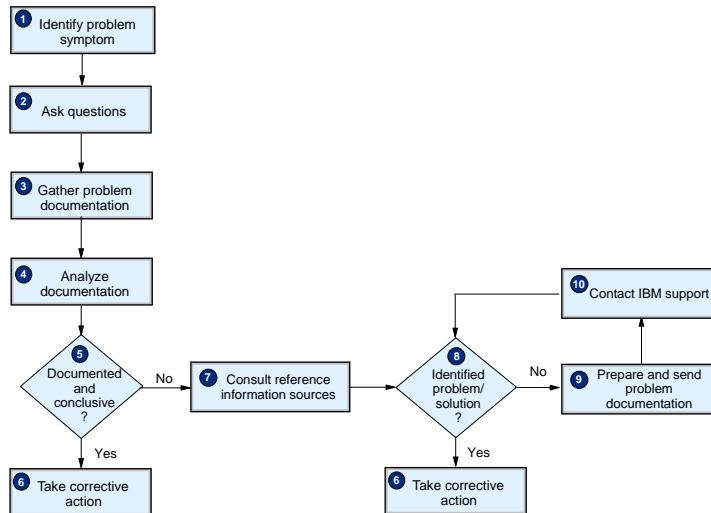 1
Identify problem
symptom
2
Ask questions
3
Gather problem
documentation
4
Analyze
documentation
5
Documented
and
conclusive
?
No
Yes
6
Take corrective
action
7
Consult reference
information sources
8
Identified
problem/
solution
?
No
Yes
6
Take corrective
action
9
Prepare and send
problem
documentation
10
Contact IBM support